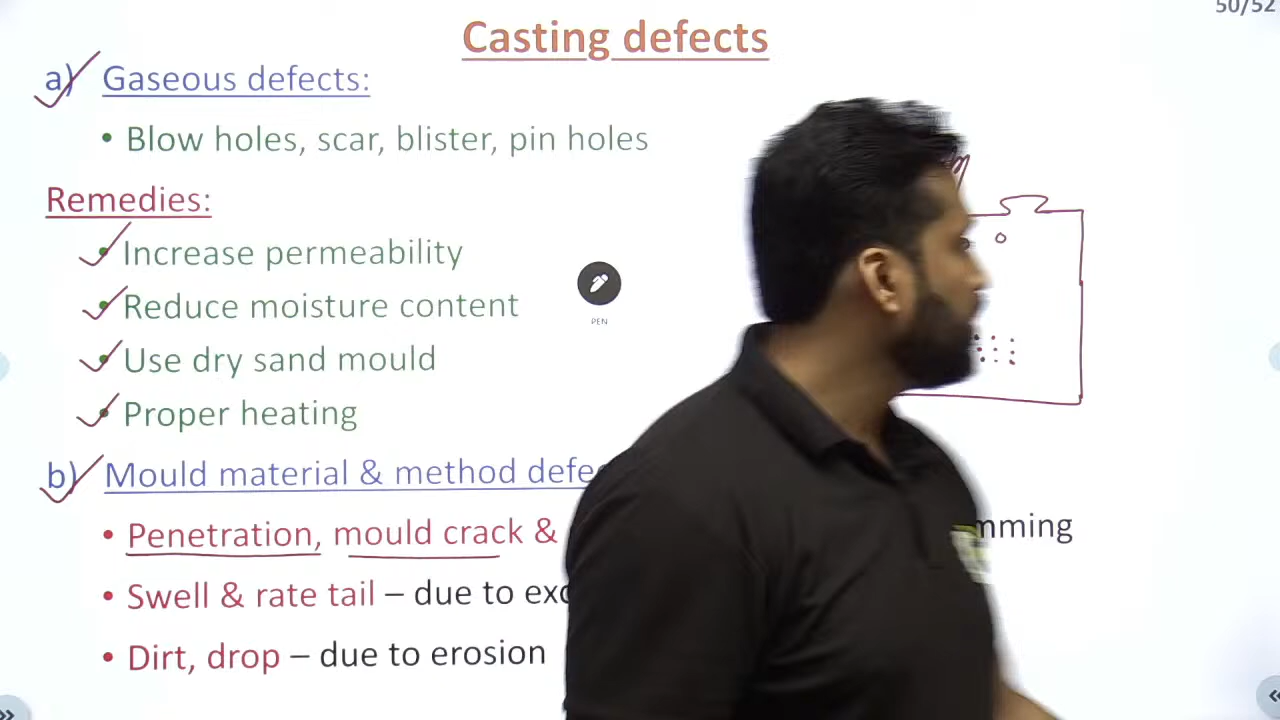 50/52
Casting defects
a) Gaseous defects:
• Blow holes, scar, blister, pin holes
Remedies:
• Increase permeability
• Reduce moisture content
• Use dry sand mould
• Proper heating
PEN
b) Mould material & method defe
• Penetration, mould crack & mming
• Swell & rate tail – due to exc
• Dirt, drop – due to erosion